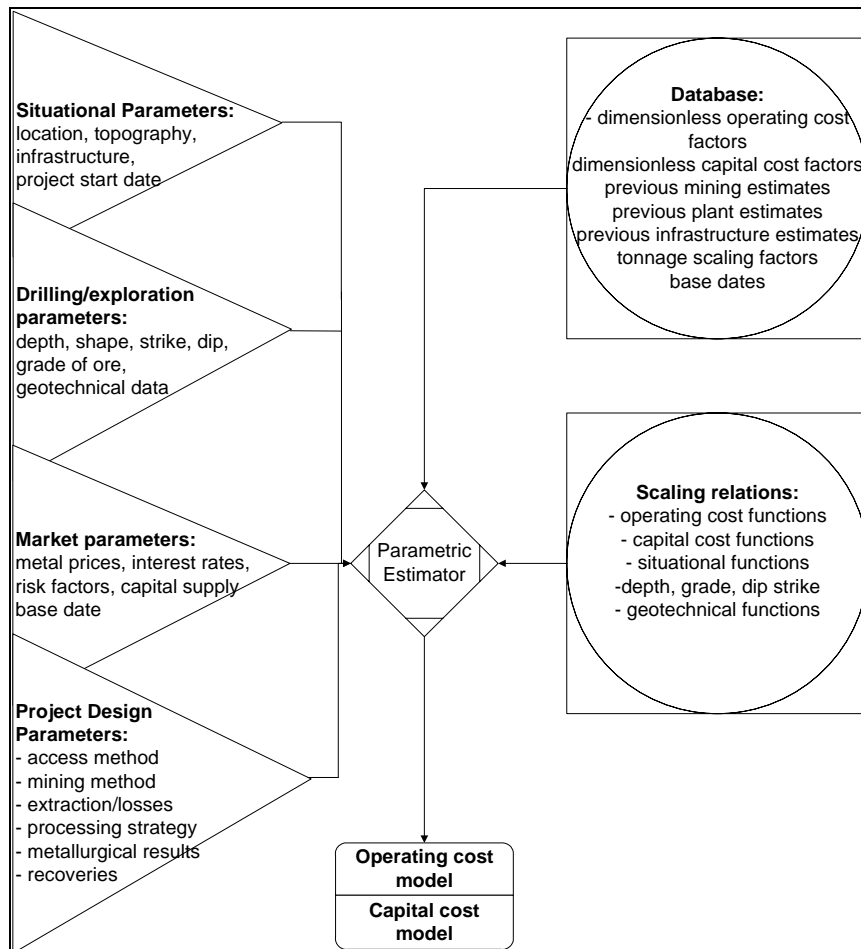 Situational Parameters:
location, topography,
infrastructure,
project start date
Drilling/exploration
parameters:
depth, shape, strike, dip,
grade of ore,
geotechnical data
Market parameters:
metal prices, interest rates,
risk factors, capital supply
base date
Project Design
Parameters:
- access method
- mining method
- extraction/losses
- processing strategy
- metallurgical results
- recoveries
Database:
- dimensionless operating cost
factors
dimensionless capital cost factors
previous mining estimates
previous plant estimates
previous infrastructure estimates
tonnage scaling factors
base dates
Scaling relations:
- operating cost functions
- capital cost functions
- situational functions
-depth, grade, dip strike
- geotechnical functions
Parametric
Estimator
Operating cost
model
Capital cost
model